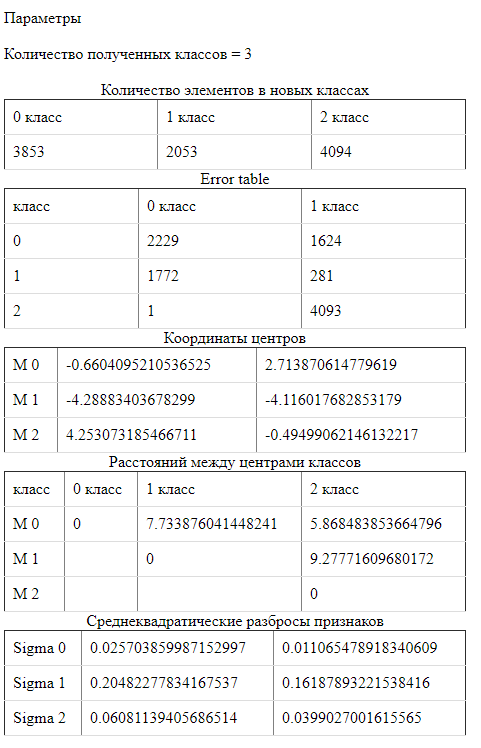 Параметры
Количество полученных классов = 3
Количество элементов в новых классах
0 класс 1 класс 2 класс
3853 2053 4094
Error table
класс 0 класс 1 класс
0 2229 1624
1 1772 281
2 1 4093
Координаты центров
M 0 -0.6604095210536525 2.713870614779619
M 1 -4.28883403678299 -4.116017682853179
M 2 4.253073185466711 -0.49499062146132217
Расстояний между центрами классов
класс 0 класс 1 класс 2 класс
M 0 0 7.733876041448241 5.868483853664796
M 1 0 9.27771609680172
M 2 0
Среднеквадратические разбросы признаков
Sigma 0 0.025703859987152997 0.011065478918340609
Sigma 1 0.20482277834167537 0.16187893221538416
Sigma 2 0.06081139405686514 0.0399027001615565